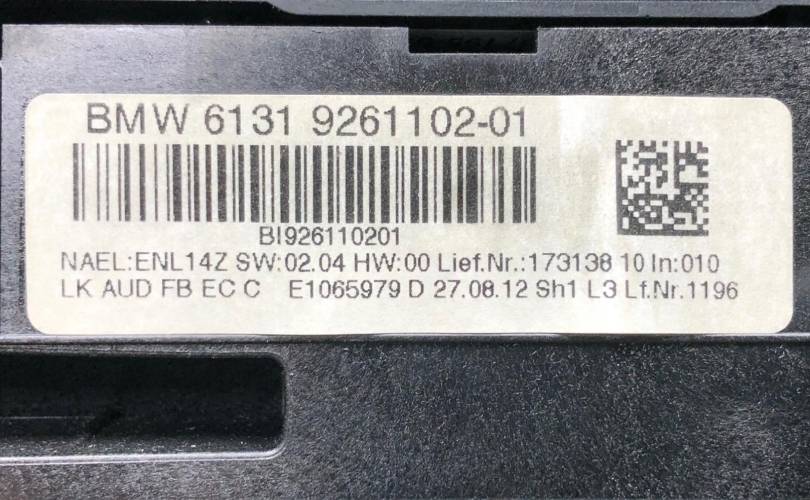 BMW 6131 9261102-01
BI926110201
NAEL:ENL14Z SW:02.04 HW:00 Lief.Nr.:173138 10 In:010
LK AUD FB EC C E1065979 D 27.08.12 Sh1 L3 Lf.Nr.1196